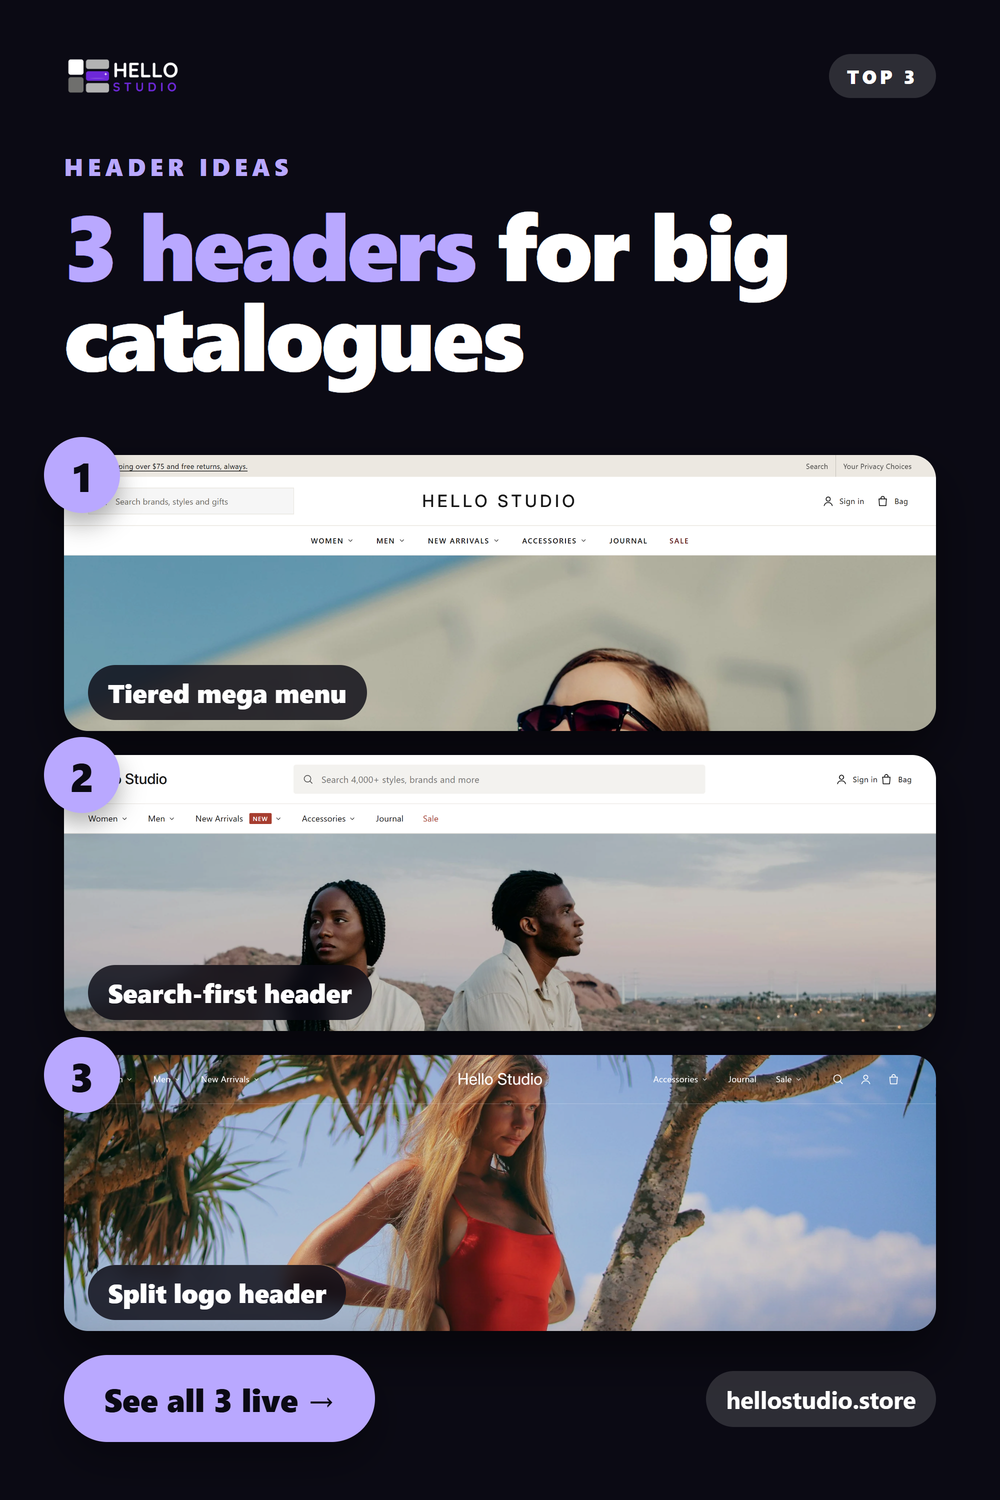 HELLO
STUDIO
TOP 3
HEADER IDEAS
3 headers for big
catalogues
1
over $75 and free returns, always.
Search
Your Privacy Choices
Search brands, styles and gifts
HELLO STUDIO
Sign in
Bag
WOMEN
MEN
NEW ARRIVALS
ACCESSORIES
JOURNAL
SALE
Tiered mega menu
2
Studio
Search 4,000+ styles, brands and more
Sign in
Bag
Women
Men
New Arrivals
NEW
Accessories
Journal
Sale
Search-first header
3
Men
New Arrivals
Hello Studio
Accessories
Journal
Sale
Split logo header
See all 3 live →
hellostudio.store